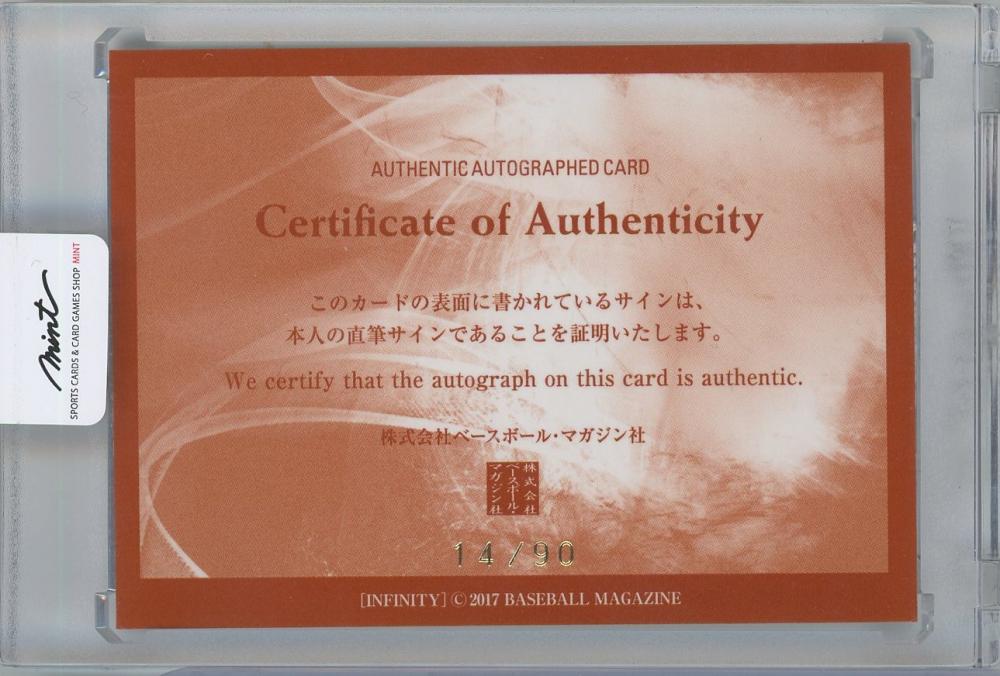 AUTHENTIC AUTOGRAPHED CARD
Certificate of Authenticity
このカードの表面に書かれているサインは、
本人の直筆サインであることを証明いたします。
We certify that the autograph on this card is authentic.
株式会社ベースボール・マガジン社
株式会社
ベースボール・
マガジン社
14/90
[INFINITY] © 2017 BASEBALL MAGAZINE
mint
SPORTS CARDS & CARD GAMES SHOP MINT